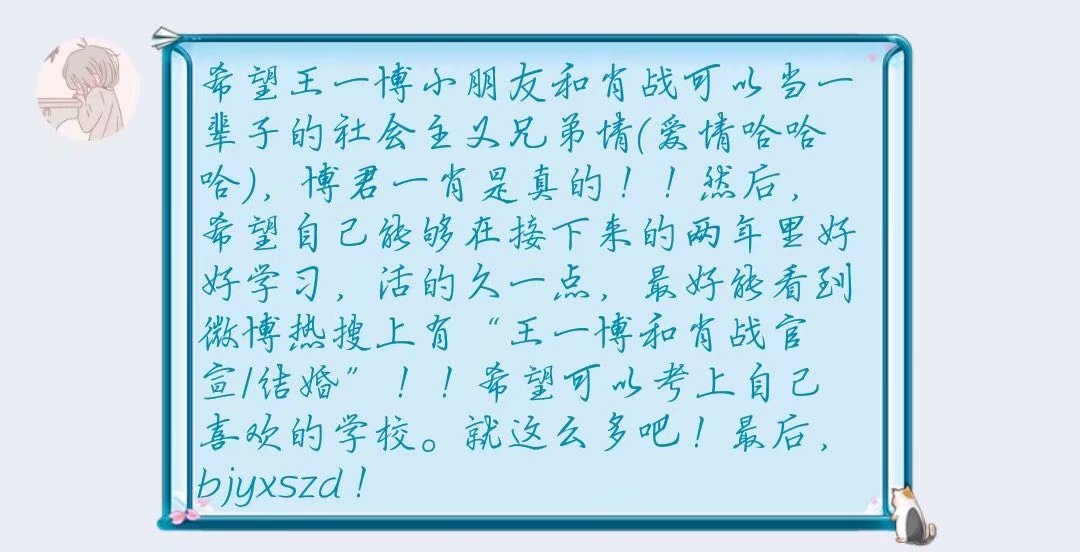 希望王一博小朋友和肖战可以当一
辈子的社会主义兄弟情(爱情哈哈
哈)，博君一肖是真的！！然后，
希望自己能够在接下来的两年里好
好学习，活的久一点，最好能看到
微博热搜上有“王一博和肖战官
宣/结婚”！！希望可以考上自己
喜欢的学校。就这么多吧！最后，
bjyxszd！